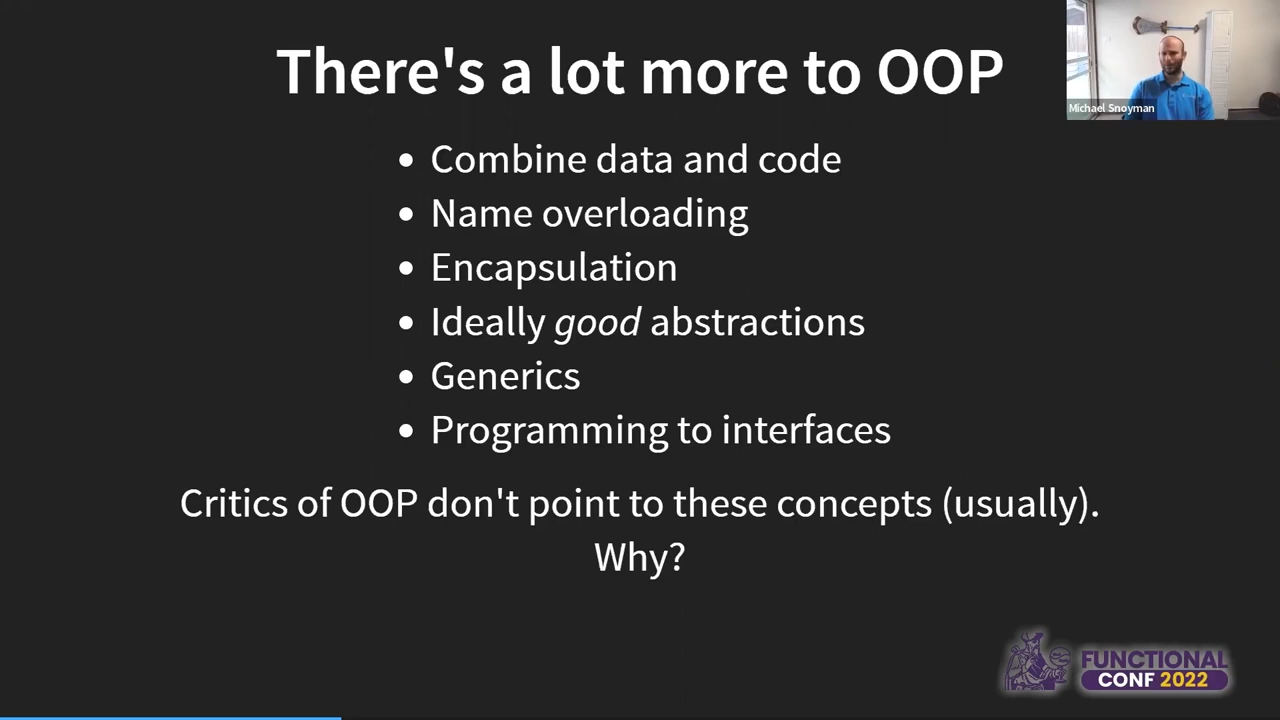 There's a lot more to OOP
Michael Snoyman
Combine data and code
Name overloading
Encapsulation
Ideally good abstractions
Generics
Programming to interfaces
Critics of OOP don't point to these concepts (usually).
Why?
FUNCTIONAL
CONF 2022